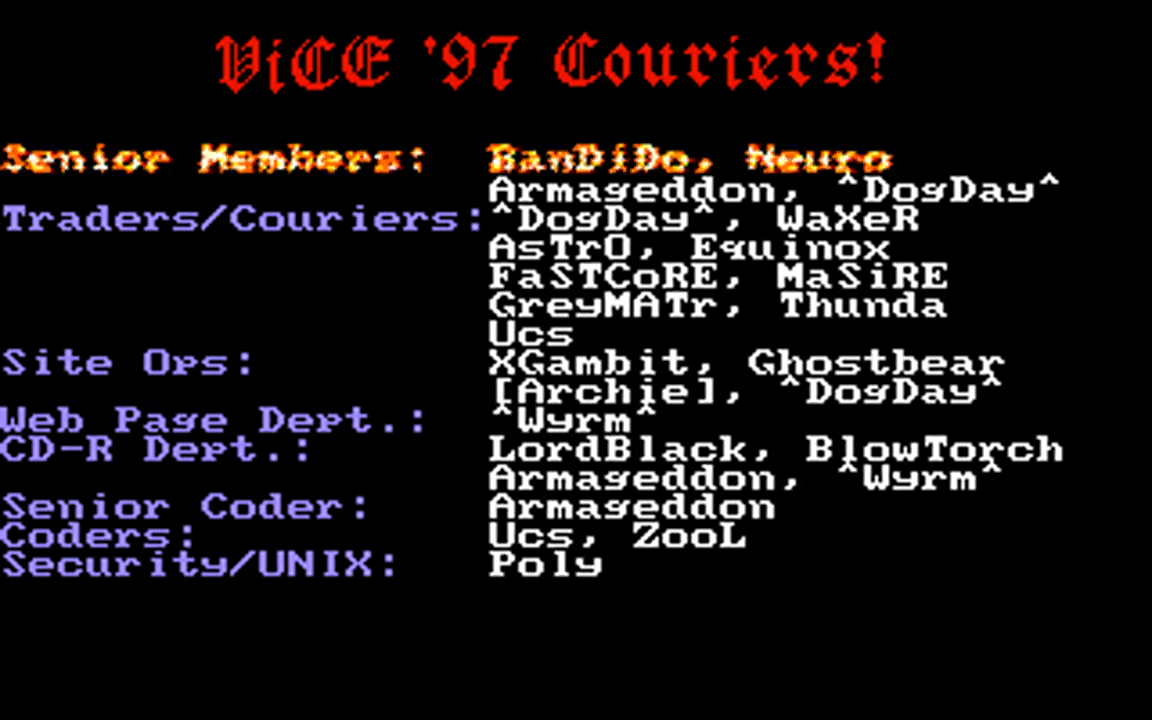 ViCE '97 Couriers!
Senior Members: BanDiDo, Neuro
Armageddon, ^DogDay^
Traders/Couriers: ^DogDay^, WaXeR
AsTrO, Equinox
FaSTCoRE, MaSiRE
GreyMATr, Thunda
Ucs
Site Ops: XGambit, Ghostbear
[Archie], ^DogDay^
Web Page Dept.: ^Wyrm^
CD-R Dept.: LordBlack, BlowTorch
Armageddon, ^Wyrm^
Senior Coder: Armageddon
Coders: Ucs, ZooL
Security/UNIX: Poly